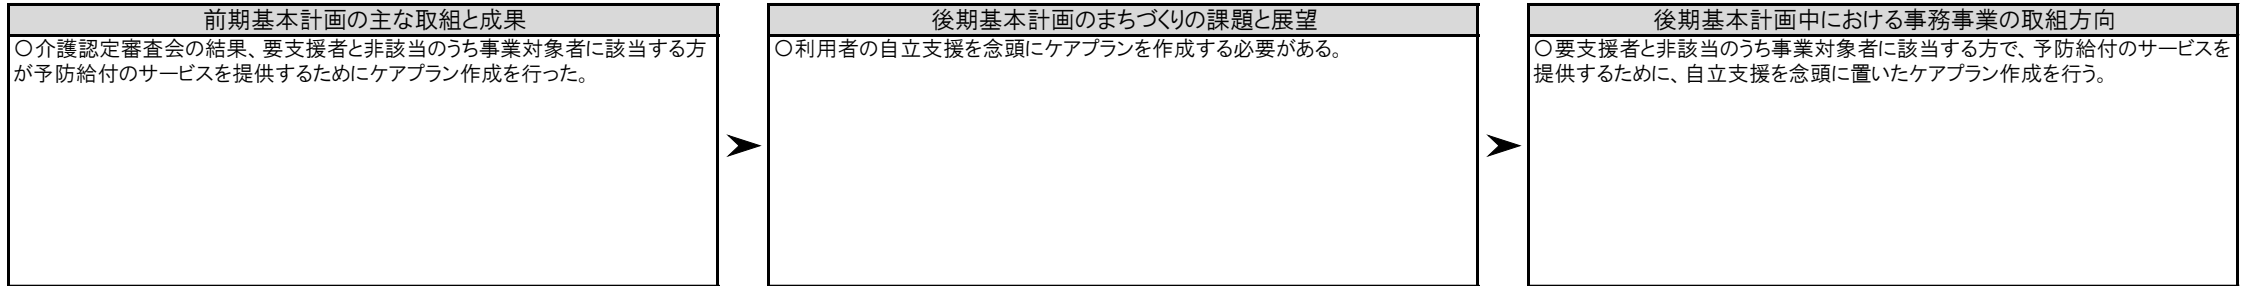 前期基本計画の主な取組と成果
〇介護認定審査会の結果、要支援者と非該当のうち事業対象者に該当する方
が予防給付のサービスを提供するためにケアプラン作成を行った。
後期基本計画のまちづくりの課題と展望
〇利用者の自立支援を念頭にケアプランを作成する必要がある。
後期基本計画中における事務事業の取組方向
〇要支援者と非該当のうち事業対象者に該当する方で、予防給付のサービスを
提供するために、自立支援を念頭に置いたケアプラン作成を行う。